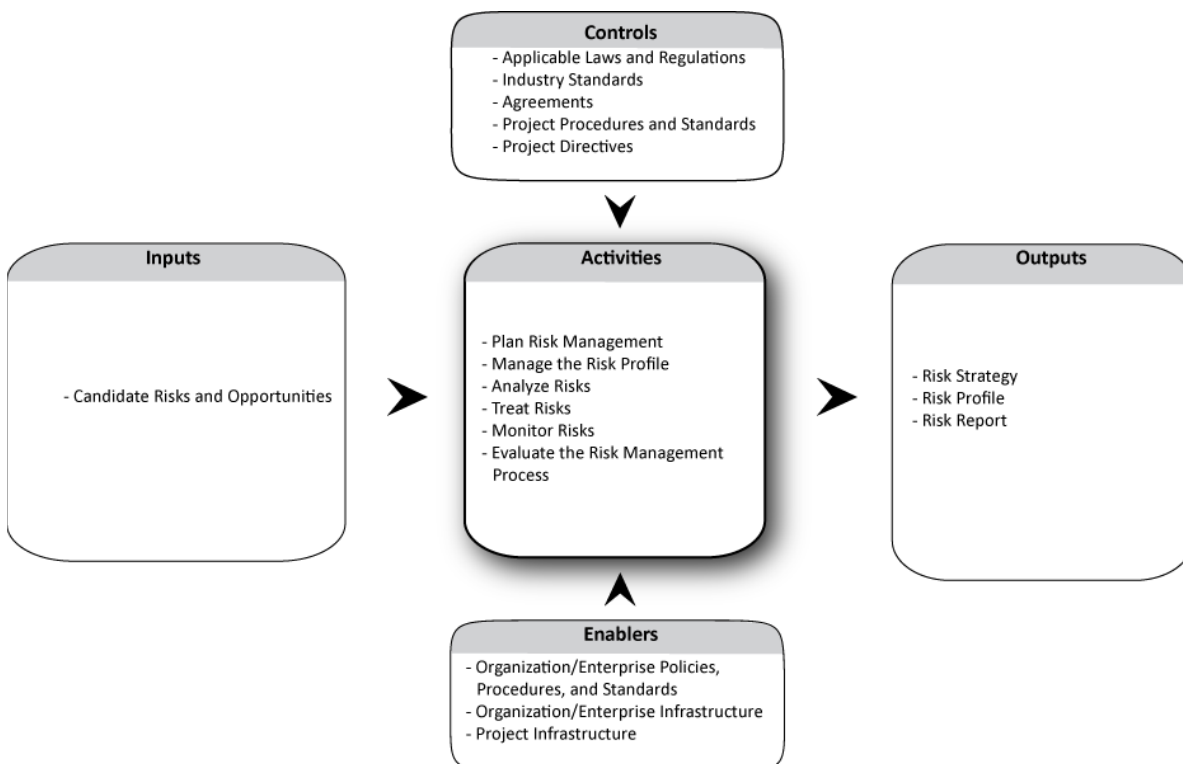 Controls
- Applicable Laws and Regulations
- Industry Standards
- Agreements
- Project Procedures and Standards
- Project Directives
Inputs
- Candidate Risks and Opportunities
Activities
- Plan Risk Management
- Manage the Risk Profile
- Analyze Risks
- Treat Risks
- Monitor Risks
- Evaluate the Risk Management
Process
Outputs
- Risk Strategy
- Risk Profile
- Risk Report
Enablers
- Organization/Enterprise Policies,
Procedures, and Standards
- Organization/Enterprise Infrastructure
- Project Infrastructure